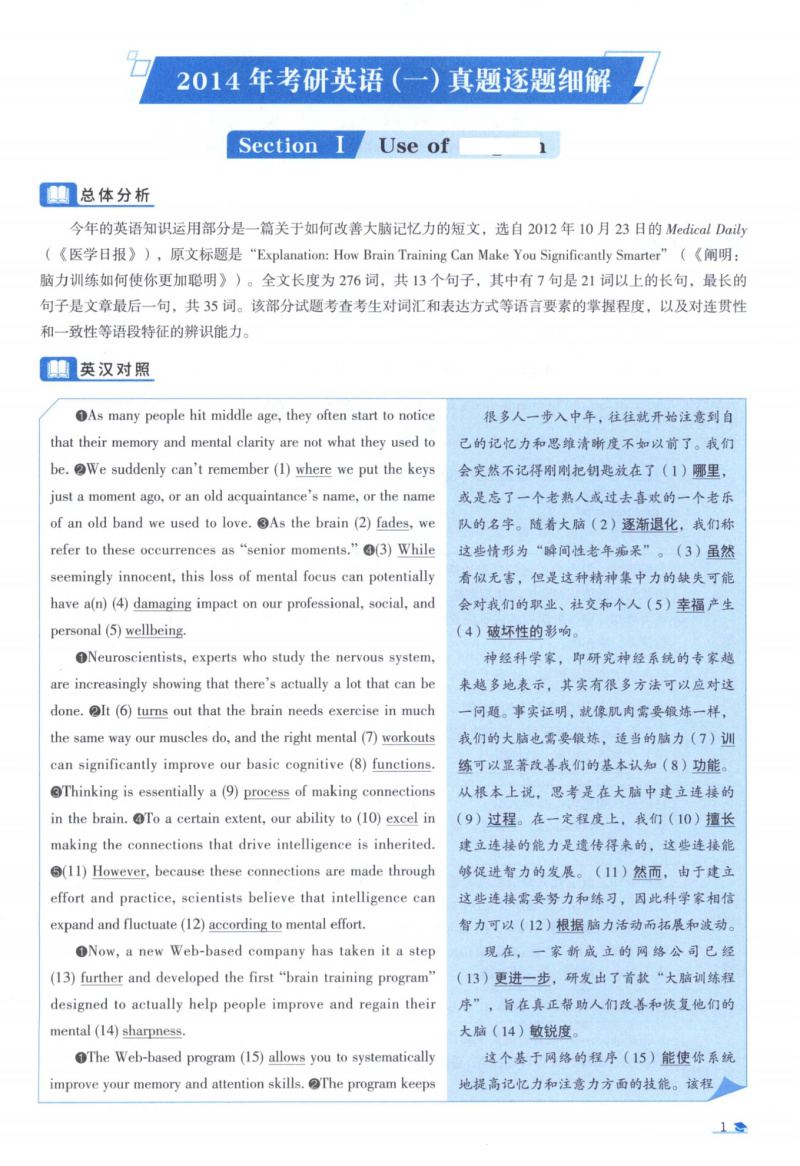 2014 年考研英语(一)真题逐题细解
Section Ⅰ Use of
总体分析
今年的英语知识运用部分是一篇关于如何改善大脑记忆力的短文，选自 2012 年 10 月 23 日的 Medical Daily
（《医学日报》），原文标题是“Explanation: How Brain Training Can Make You Significantly Smarter”（《阐明：
脑力训练如何使你更加聪明》）。全文长度为 276 词，共 13 个句子，其中有 7 句是 21 词以上的长句，最长的
句子是文章最后一句，共 35 词。该部分试题考查考生对词汇和表达方式等语言要素的掌握程度，以及对连贯性
和一致性等语段特征的辨识能力。
英汉对照
❶As many people hit middle age, they often start to notice
that their memory and mental clarity are not what they used to
be. ❷We suddenly can't remember (1) where we put the keys
just a moment ago, or an old acquaintance's name, or the name
of an old band we used to love. ❸As the brain (2) fades, we
refer to these occurrences as “senior moments.” ❹(3) While
seemingly innocent, this loss of mental focus can potentially
have a(n) (4) damaging impact on our professional, social, and
personal (5) wellbeing.
❶Neuroscientists, experts who study the nervous system,
are increasingly showing that there's actually a lot that can be
done. ❷It (6) turns out that the brain needs exercise in much
the same way our muscles do, and the right mental (7) workouts
can significantly improve our basic cognitive (8) functions.
❸Thinking is essentially a (9) process of making connections
in the brain. ❹To a certain extent, our ability to (10) excel in
making the connections that drive intelligence is inherited.
❺(11) However, because these connections are made through
effort and practice, scientists believe that intelligence can
expand and fluctuate (12) according to mental effort.
❶Now, a new Web-based company has taken it a step
(13) further and developed the first “brain training program”
designed to actually help people improve and regain their
mental (14) sharpness.
❶The Web-based program (15) allows you to systematically
improve your memory and attention skills. ❷The program keeps
很多人一步入中年，往往就开始注意到自
己的记忆力和思维清晰度不如以前了。我们
会突然不记得刚刚把钥匙放在了（1）哪里，
或是忘了一个老熟人或过去喜欢的一个老乐
队的名字。随着大脑（2）逐渐退化，我们称
这些情形为“瞬间性老年痴呆”。（3）虽然
看似无害，但是这种精神集中力的缺失可能
会对我们的职业、社交和个人（5）幸福产生
（4）破坏性的影响。
神经科学家，即研究神经系统的专家越
来越多地表示，其实有很多方法可以应对这
一问题。事实证明，就像肌肉需要锻炼一样，
我们的大脑也需要锻炼，适当的脑力（7）训
练可以显著改善我们的基本认知（8）功能。
从根本上说，思考是在大脑中建立连接的
（9）过程。在一定程度上，我们（10）擅长
建立连接的能力是遗传得来的，这些连接能
够促进智力的发展。（11）然而，由于建立
这些连接需要努力和练习，因此科学家相信
智力可以（12）根据脑力活动而拓展和波动。
现在，一家新成立的网络公司已经
（13）更进一步，研发出了首款“大脑训练程
序”，旨在真正帮助人们改善和恢复他们的
大脑（14）敏锐度。
这个基于网络的程序（15）能使你系统
地提高记忆力和注意力方面的技能。该程
1